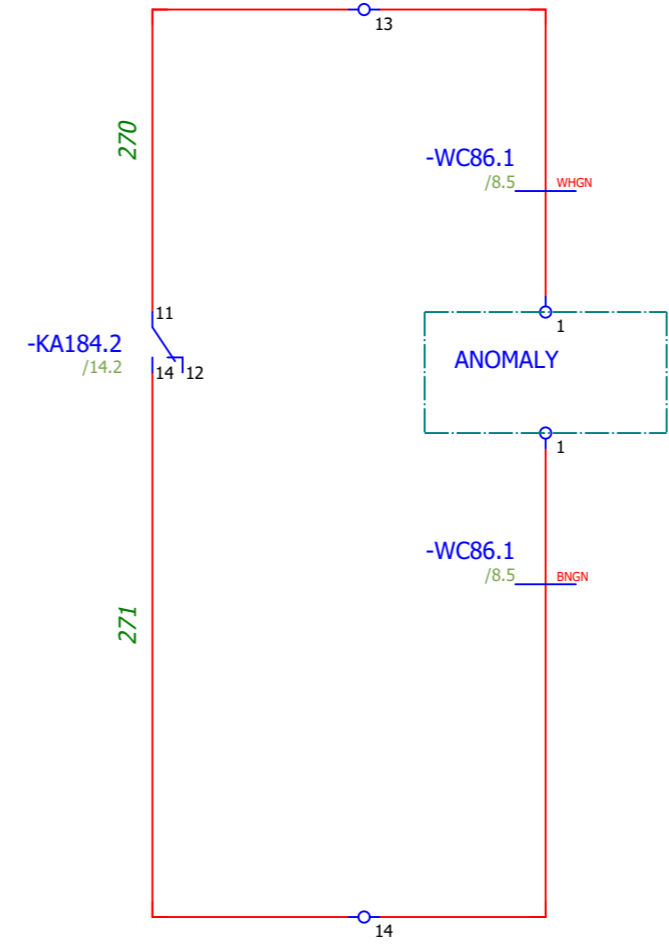 13
270
-WC86.1
/8.5 WHGN
11
-KA184.2
/14.2
14 12
1
ANOMALY
1
-WC86.1
/8.5 BNGN
271
14